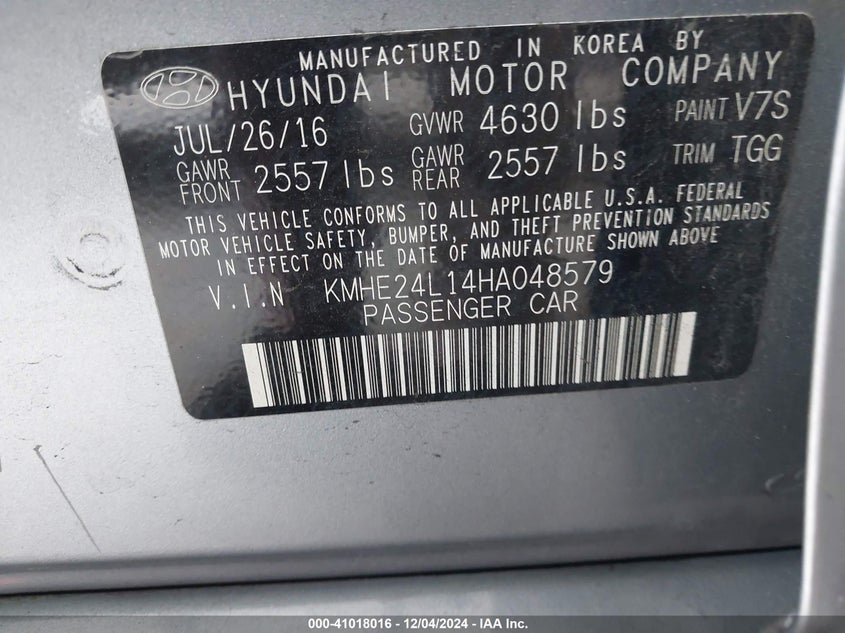 MANUFACTURED IN KOREA BY
HYUNDAI MOTOR COMPANY
JUL/26/16 GVWR 4630 lbs PAINT V7S
GAWR FRONT 2557 lbs GAWR REAR 2557 lbs TRIM TGG
THIS VEHICLE CONFORMS TO ALL APPLICABLE U.S.A. FEDERAL
MOTOR VEHICLE SAFETY, BUMPER, AND THEFT PREVENTION STANDARDS
IN EFFECT ON THE DATE OF MANUFACTURE SHOWN ABOVE
V.I.N KMHE24L14HA048579
PASSENGER CAR
000-41018016 - 12/04/2024 - IAA Inc.